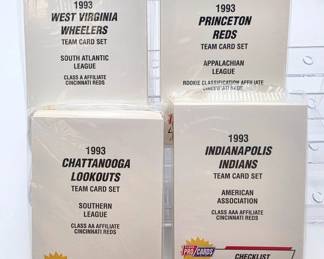 1993
WEST VIRGINIA
WHEELERS
TEAM CARD SET
SOUTH ATLANTIC
LEAGUE
CLASS A AFFILIATE
CINCINNATI REDS
1993
PRINCETON
REDS
TEAM CARD SET
APPALACHIAN
LEAGUE
ROOKIE CLASSIFICATION AFFILIATE
CINCINNATI REDS
1993
CHATTANOOGA
LOOKOUTS
TEAM CARD SET
SOUTHERN
LEAGUE
CLASS AA AFFILIATE
CINCINNATI REDS
1993
INDIANAPOLIS
INDIANS
TEAM CARD SET
AMERICAN
ASSOCIATION
CLASS AAA AFFILIATE
CINCINNATI REDS
PRO CARDS
CHECKLIST